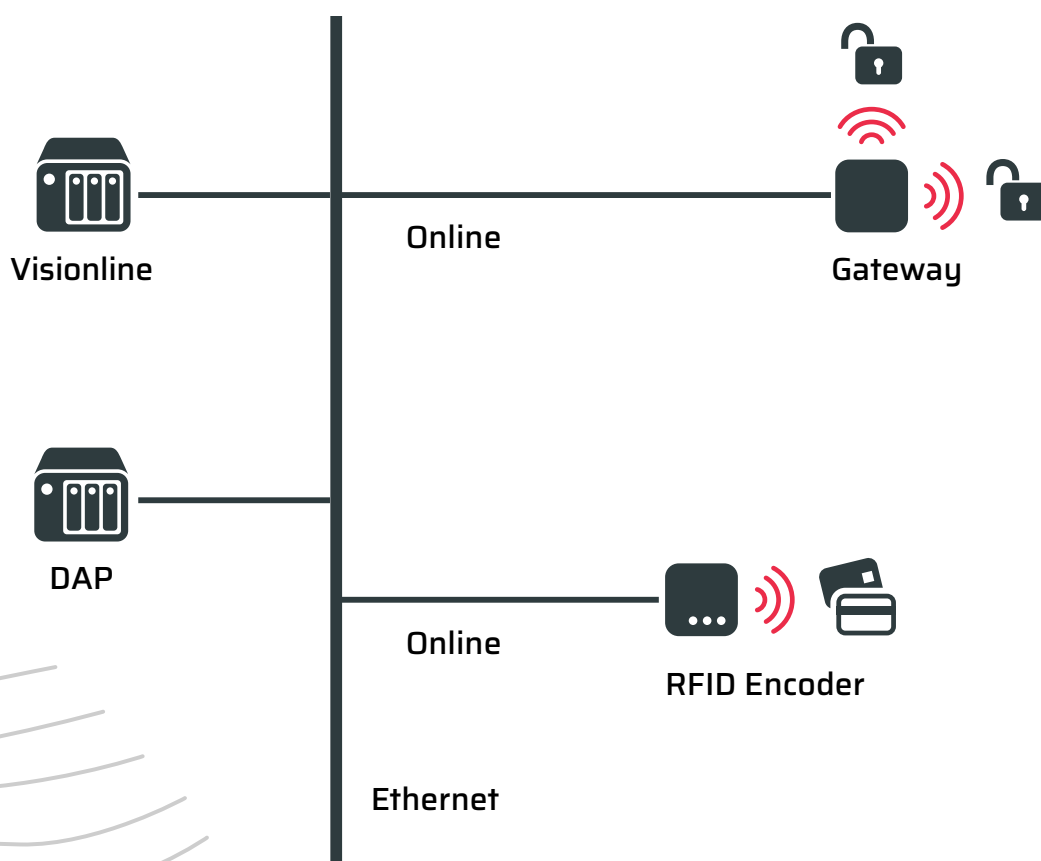 Online
Visionline
Gateway
DAP
Online
RFID Encoder
Ethernet